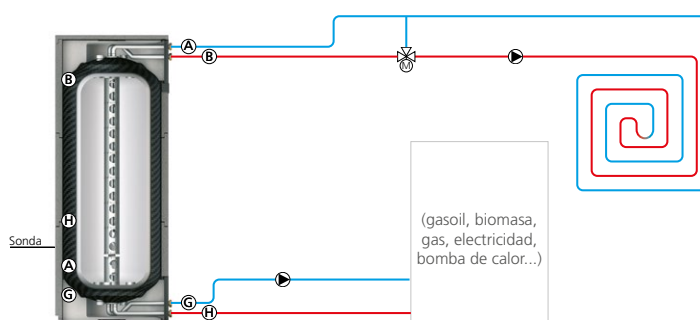 A
B
M
B
(gasoil, biomasa,
gas, electricidad,
bomba de calor...)
H
Sonda
A
G
G
H